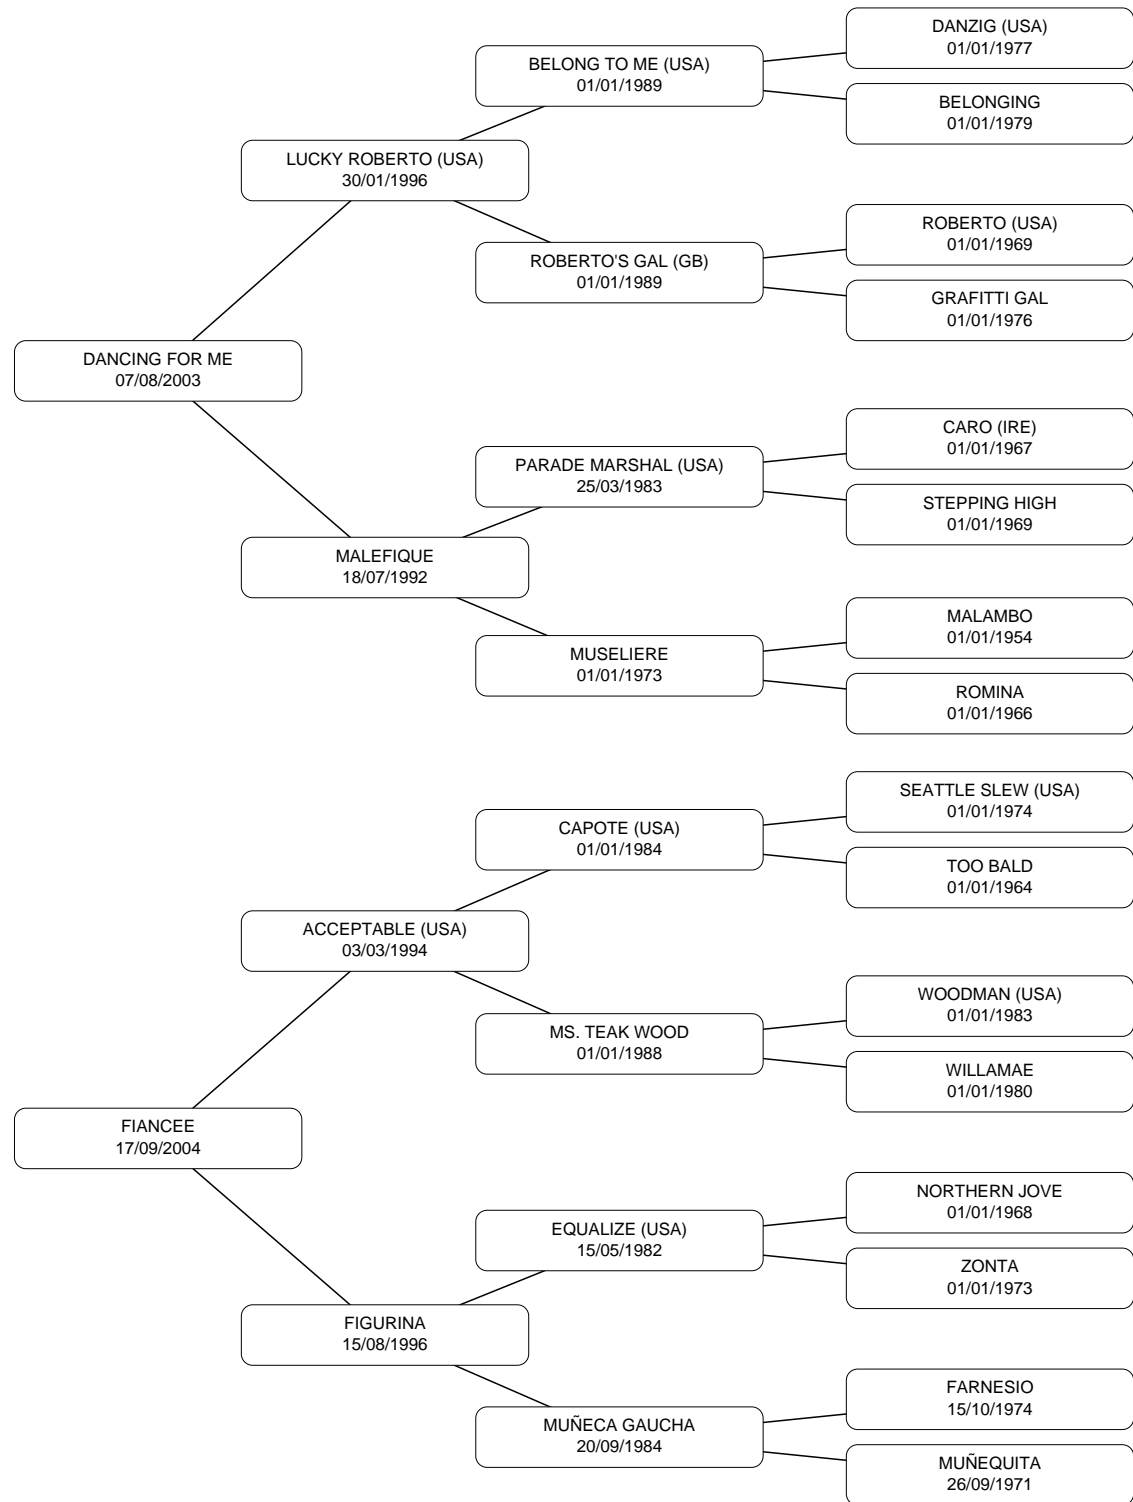 DANZIG (USA)
01/01/1977
BELONG TO ME (USA)
01/01/1989
BELONGING
01/01/1979
LUCKY ROBERTO (USA)
30/01/1996
ROBERTO (USA)
01/01/1969
ROBERTO'S GAL (GB)
01/01/1989
GRAFITTI GAL
01/01/1976
DANCING FOR ME
07/08/2003
CARO (IRE)
01/01/1967
PARADE MARSHAL (USA)
25/03/1983
STEPPING HIGH
01/01/1969
MALEFIQUE
18/07/1992
MALAMBO
01/01/1954
MUSELIERE
01/01/1973
ROMINA
01/01/1966
SEATTLE SLEW (USA)
01/01/1974
CAPOTE (USA)
01/01/1984
TOO BALD
01/01/1964
ACCEPTABLE (USA)
03/03/1994
WOODMAN (USA)
01/01/1983
MS. TEAK WOOD
01/01/1988
WILLAMAE
01/01/1980
FIANCEE
17/09/2004
NORTHERN JOVE
01/01/1968
EQUALIZE (USA)
15/05/1982
ZONTA
01/01/1973
FIGURINA
15/08/1996
FARNESIO
15/10/1974
MUÑECA GAUCHA
20/09/1984
MUÑEQUITA
26/09/1971